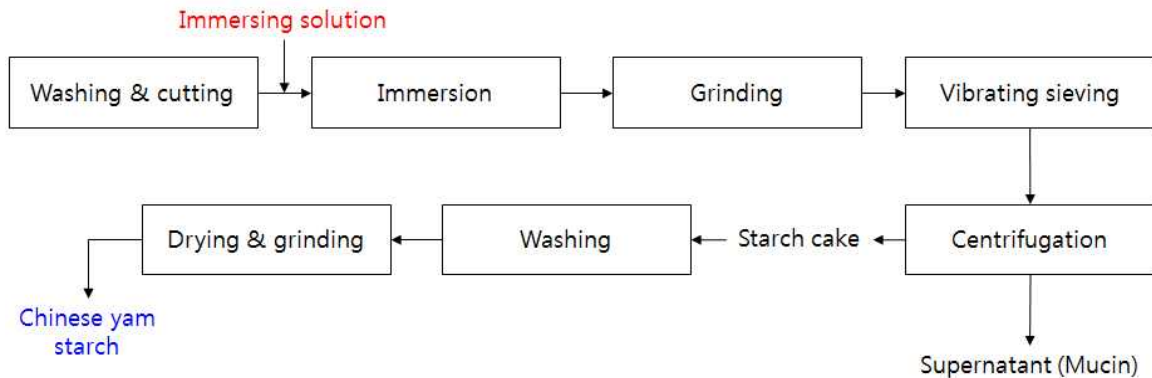 Immersing solution
Washing & cutting
Immersion
Grinding
Vibrating sieving
Drying & grinding
Washing
Starch cake
Centrifugation
Chinese yam
starch
Supernatant (Mucin)